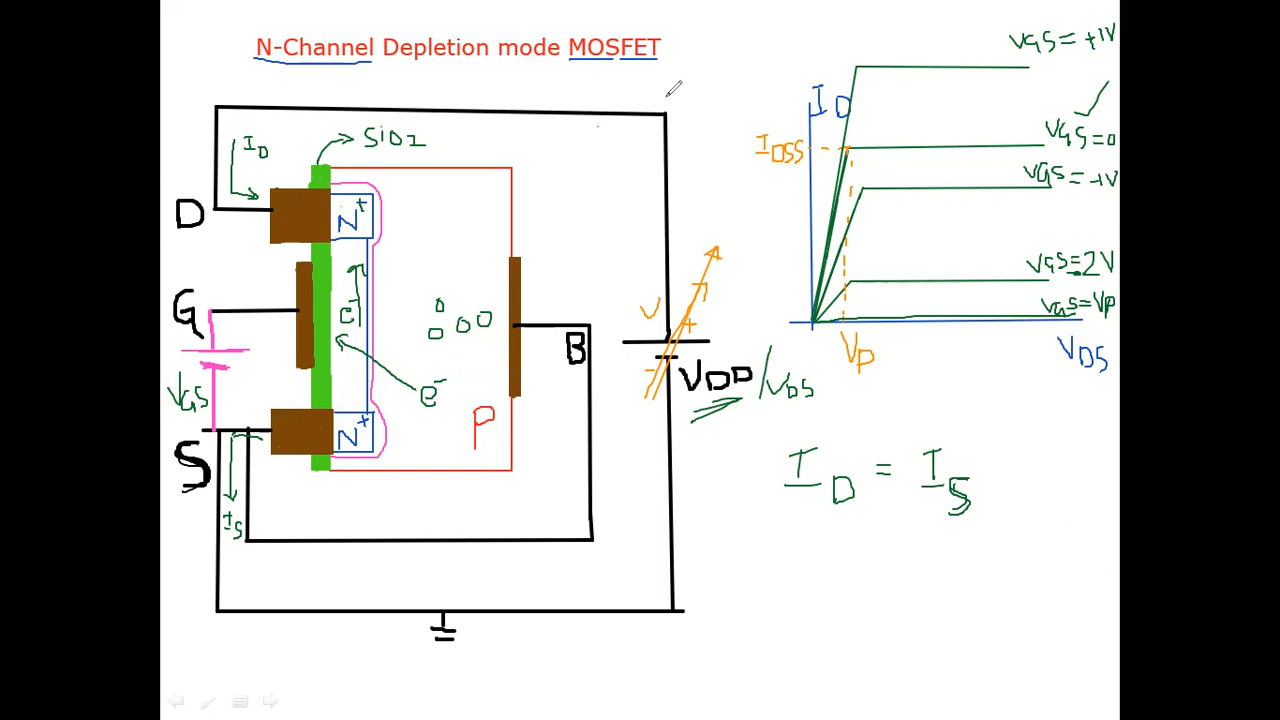 N-Channel Depletion mode MOSFET
VGS = +1V
ID
ID
SiO2
VGS=0
IDSS
VGS = -1V
D
N+
VGS=-2V
VGS=VP
G
e-
V
+
-
B
VP
VDS
VDD/VDS
VGS
e-
P
N+
S
IS
ID = IS